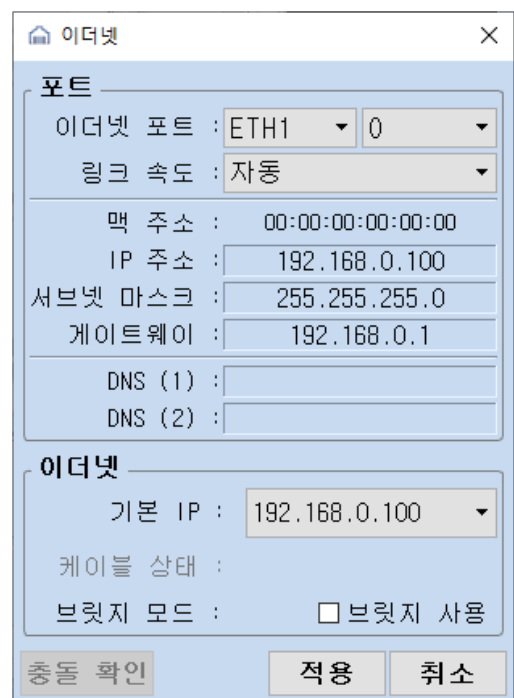 이더넷
포트
이더넷 포트 : ETH1 0
링크 속도 : 자동
맥 주소 : 00:00:00:00:00:00
IP 주소 : 192.168.0.100
서브넷 마스크 : 255.255.255.0
게이트웨이 : 192.168.0.1
DNS (1) :
DNS (2) :
이더넷
기본 IP : 192.168.0.100
케이블 상태 :
브릿지 모드 : 브릿지 사용
충돌 확인 적용 취소